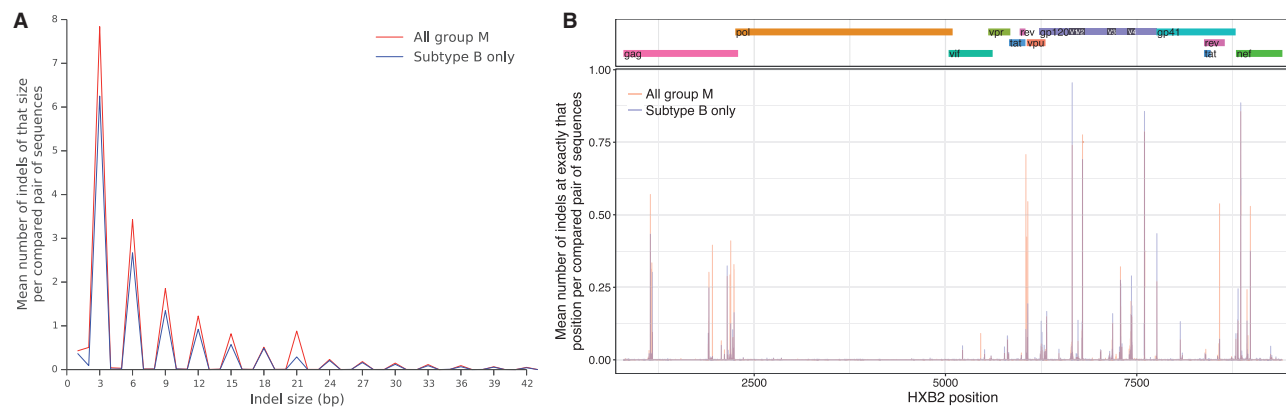 A
Mean number of indels of that size
per compared pair of sequences
8
7
6
5
4
3
2
1
0
All group M
Subtype B only
0 3 6 9 12 15 18 21 24 27 30 33 36 39 42
Indel size (bp)
B
pol vpr rev gp120 gp41
tat vpu rev
gag vif tat nef
Mean number of indels at exactly that
position per compared pair of sequences
1.00
0.75
0.50
0.25
0.00
All group M
Subtype B only
2500 5000 7500
HXB2 position